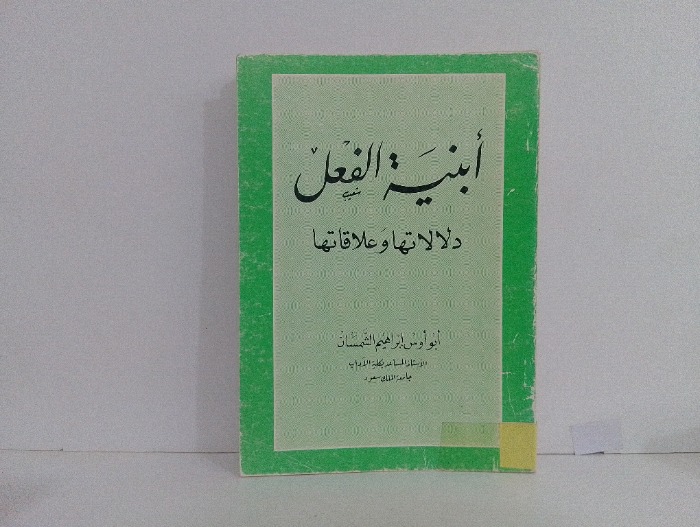 أبنية الفعل
دلالاتها وعلاقاتها
أبو أوس إبراهيم الشمسان
الأستاذ المساعد بكلية الآداب
جامعة الملك سعود